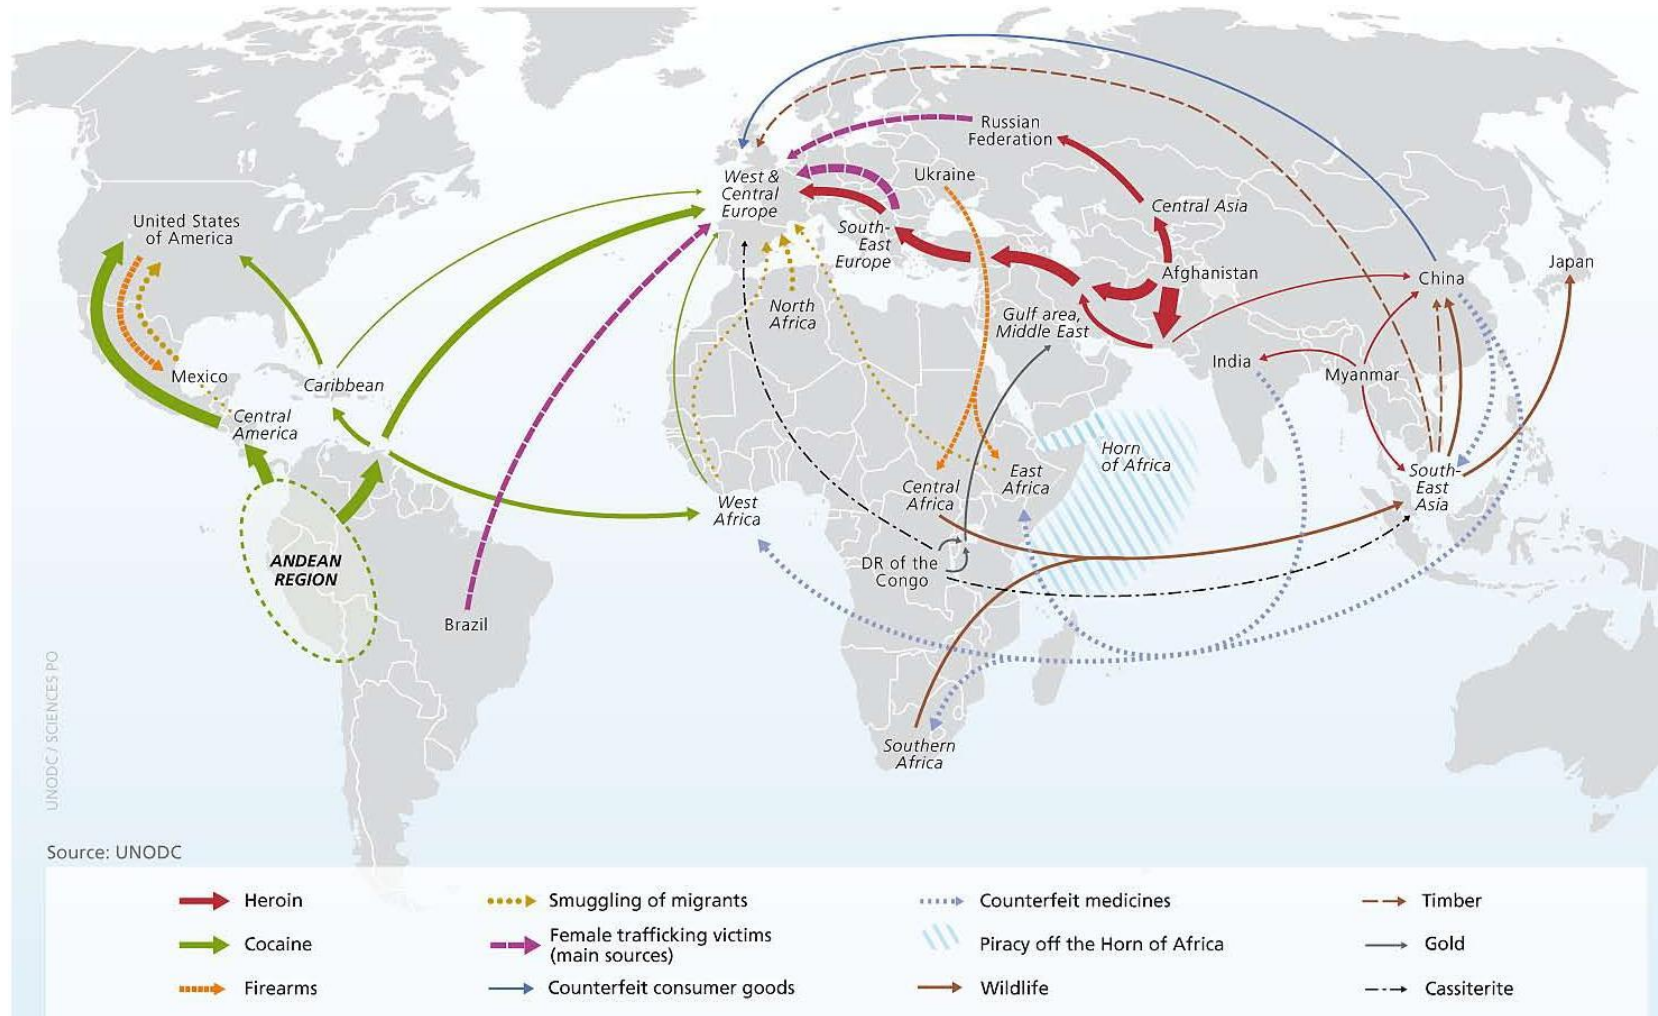 Russian
Federation
West &
Central
Europe
Ukraine
United States
of America
South-
East
Europe
Central Asia
Afghanistan
China
Japan
North
Africa
Gulf area,
Middle East
Mexico
Caribbean
India
Myanmar
Central
America
Horn
of Africa
West
Africa
Central
Africa
East
Africa
South-
East
Asia
ANDEAN
REGION
DR of the
Congo
Brazil
Southern
Africa
UNODC / SCIENCES PO
Source: UNODC
Heroin
Cocaine
Firearms
Smuggling of migrants
Female trafficking victims
(main sources)
Counterfeit consumer goods
Counterfeit medicines
Piracy off the Horn of Africa
Wildlife
Timber
Gold
Cassiterite